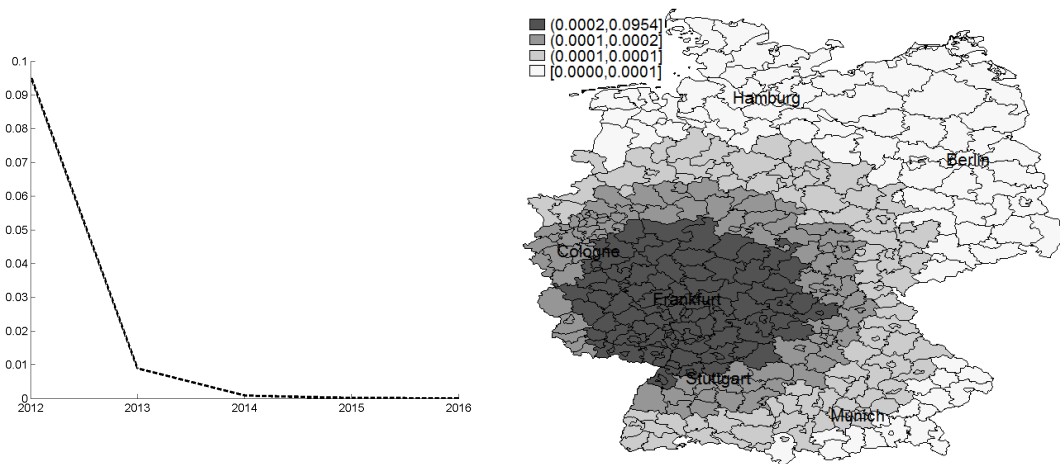 0.1
0.09
0.08
0.07
0.06
0.05
0.04
0.03
0.02
0.01
0
2012 2013 2014 2015 2016
(0.0002,0.0954]
(0.0001,0.0002]
(0.0001,0.0001]
[0.0000,0.0001]
Hamburg
Berlin
Cologne
Frankfurt
Stuttgart
Munich